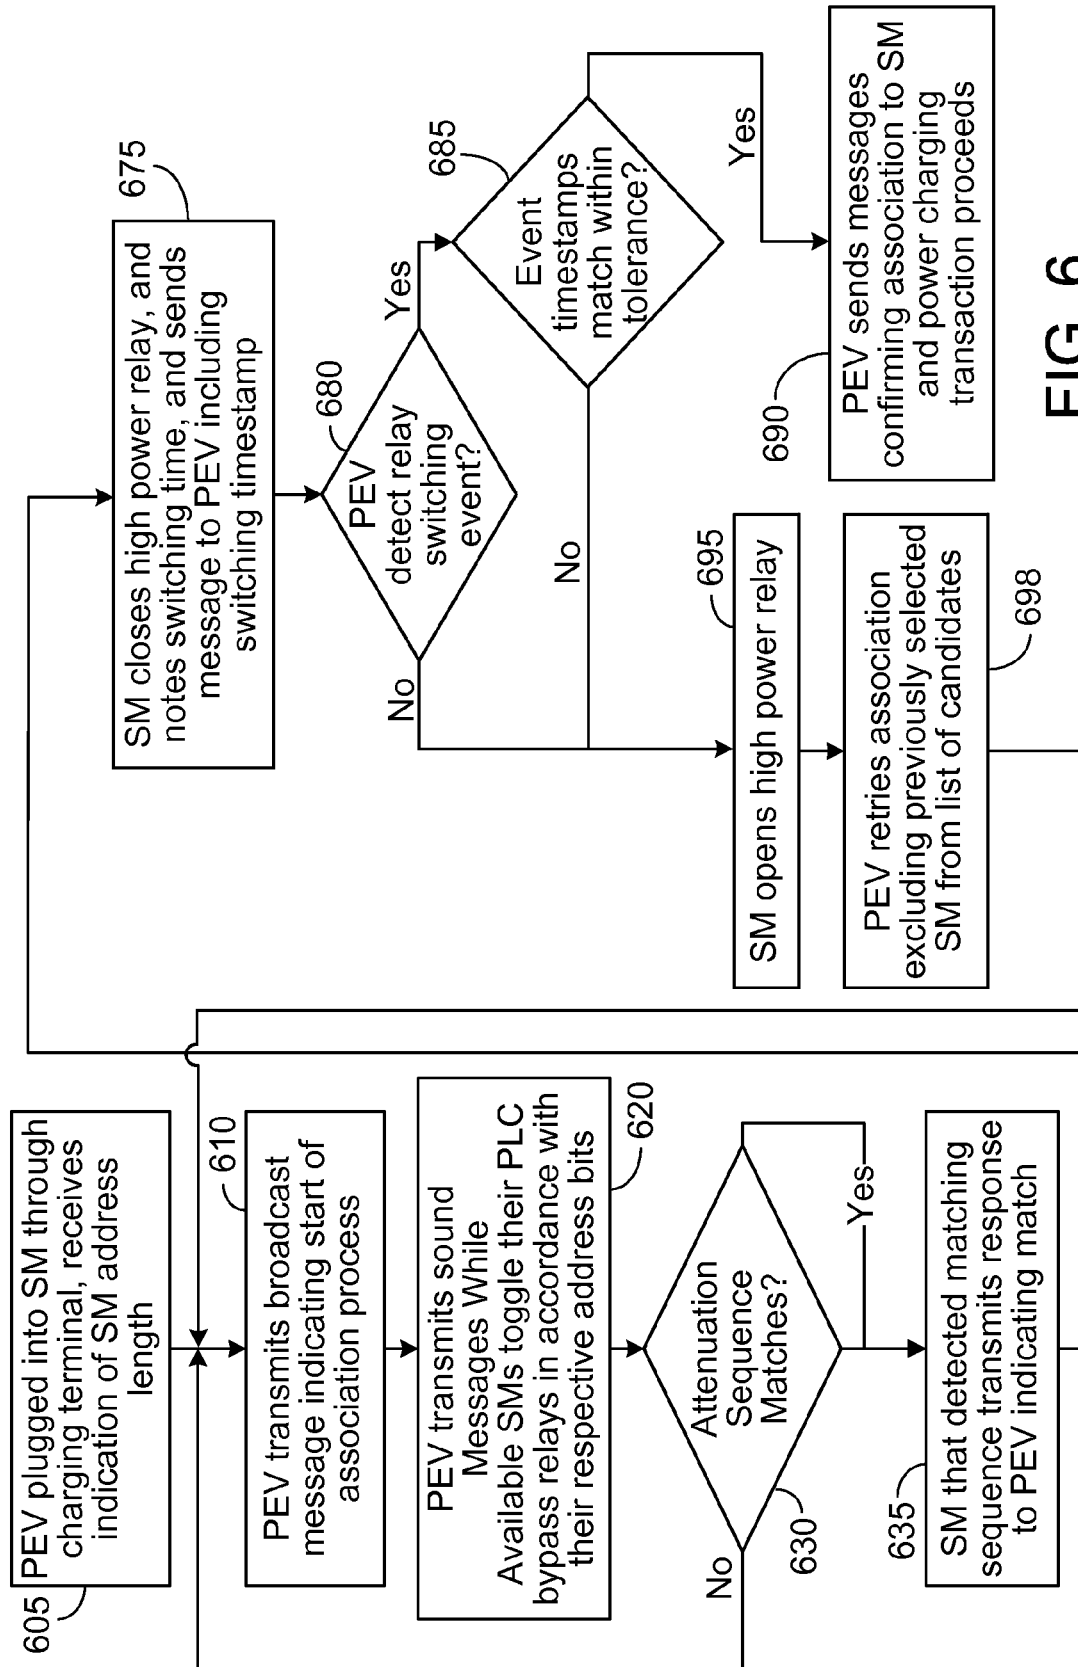 605
PEV plugged into SM through
charging terminal, receives
indication of SM address
length
610
PEV transmits broadcast
message indicating start of
association process
PEV transmits sound
Messages While
Available SMs toggle their PLC
bypass relays in accordance with
their respective address bits
620
Attenuation
Sequence
Matches?
630
No
Yes
635
SM that detected matching
sequence transmits response
to PEV indicating match
675
SM closes high power relay, and
notes switching time, and sends
message to PEV including
switching timestamp
680
PEV
detect relay
switching
event?
No
Yes
685
Event
timestamps
match within
tolerance?
No
Yes
690
PEV sends messages
confirming association to SM
and power charging
transaction proceeds
695
SM opens high power relay
PEV retries association
excluding previously selected
SM from list of candidates
698
FIG. 6